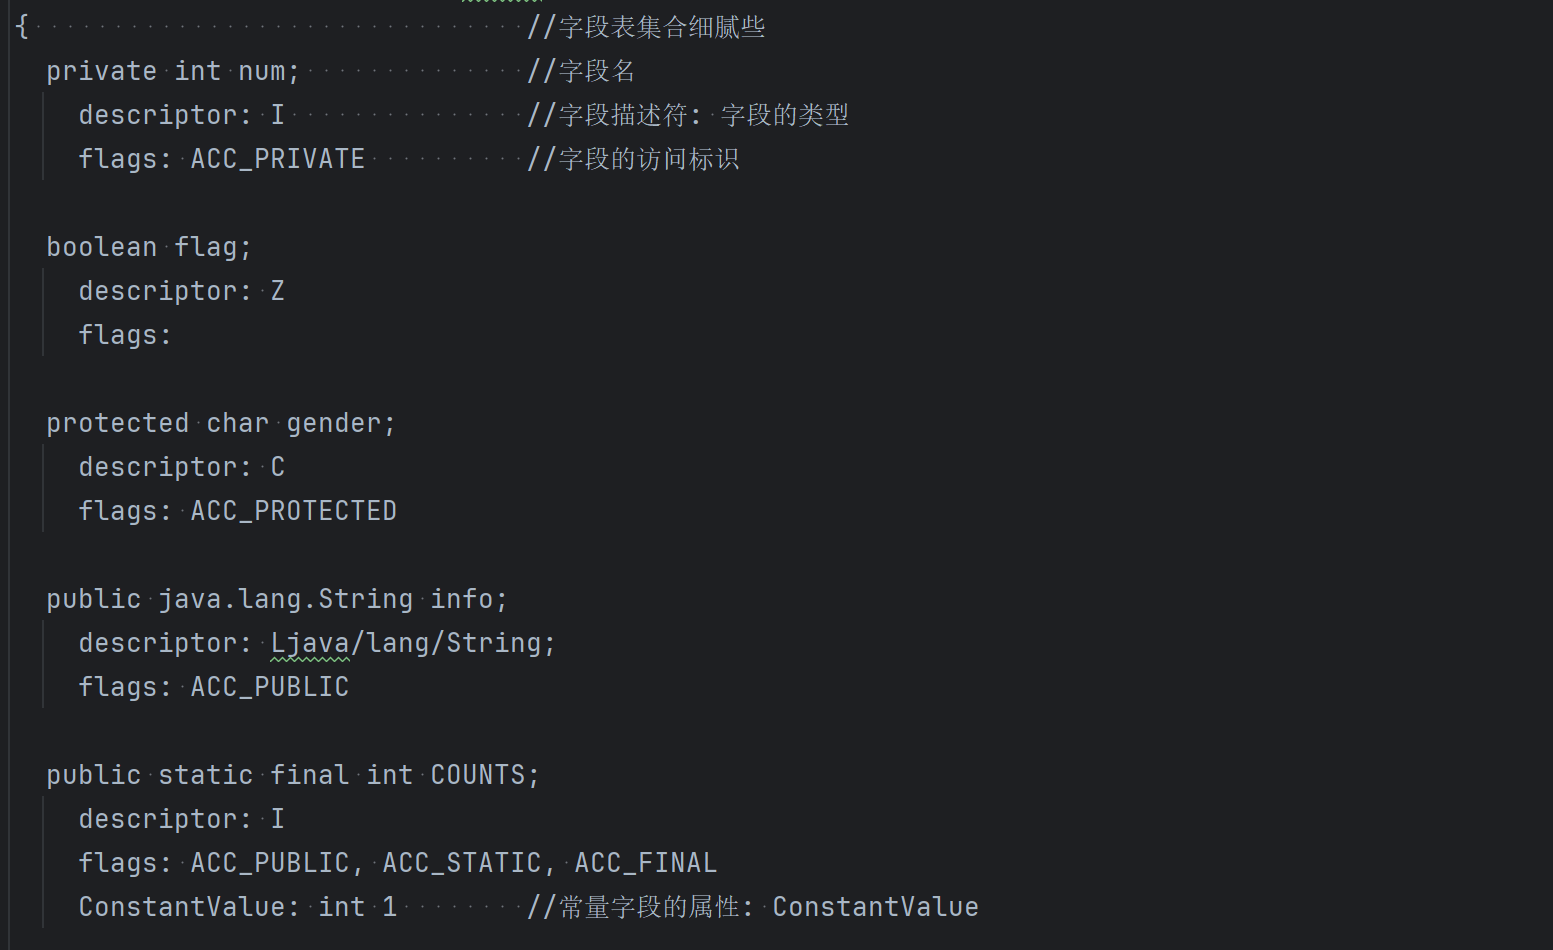 {                              //字段表集合细腻些
  private int num;              //字段名
    descriptor: I               //字段描述符: 字段的类型
    flags: ACC_PRIVATE          //字段的访问标识

  boolean flag;
    descriptor: Z
    flags:

  protected char gender;
    descriptor: C
    flags: ACC_PROTECTED

  public java.lang.String info;
    descriptor: Ljava/lang/String;
    flags: ACC_PUBLIC

  public static final int COUNTS;
    descriptor: I
    flags: ACC_PUBLIC, ACC_STATIC, ACC_FINAL
    ConstantValue: int 1        //常量字段的属性: ConstantValue